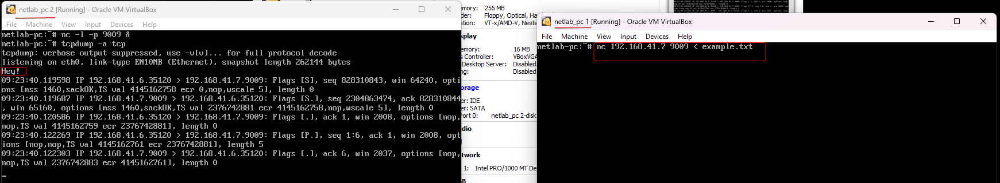 netlab_pc 2 [Running] - Oracle VM VirtualBox
File Machine View Input Devices Help
netlab-pc:~# nc -l -p 9009 &
netlab-pc:~# tcpdump -a tcp
tcpdump: verbose output suppressed, use -v[v]... for full protocol decode
listening on eth0, link-type EN10MB (Ethernet), snapshot length 262144 bytes
Hey!
09:23:40.119598 IP 192.168.41.6.35120 > 192.168.41.7.9009: Flags [S], seq 828310843, win 64240, opti
ons [mss 1460,sackOK,TS val 4145162758 ecr 0,nop,wscale 5], length 0
09:23:40.119687 IP 192.168.41.7.9009 > 192.168.41.6.35120: Flags [S.], seq 2304863474, ack 828310844
, win 65160, options [mss 1460,sackOK,TS val 2376742881 ecr 4145162758,nop,wscale 5], length 0
09:23:40.120586 IP 192.168.41.6.35120 > 192.168.41.7.9009: Flags [.], ack 1, win 2008, options [nop,
nop,TS val 4145162759 ecr 2376742881], length 0
09:23:40.122269 IP 192.168.41.6.35120 > 192.168.41.7.9009: Flags [P.], seq 1:6, ack 1, win 2008, opt
ions [nop,nop,TS val 4145162761 ecr 2376742881], length 5
09:23:40.122303 IP 192.168.41.7.9009 > 192.168.41.6.35120: Flags [.], ack 6, win 2037, options [nop,
nop,TS val 2376742883 ecr 4145162761], length 0
emory: 256 MB
der: Floppy, Optical, Ha
ation: VT-x/AMD-V, Neste
splay
emory: 16 MB
s Controller: VBoxVGA
Desktop Server: Disabled
ng: Disabled
orage
er: IDE
er: SATA
Port 0: netlab_pc 2-disk
dio
twork
1: Intel PRO/1000 MT De
netlab_pc 1 [Running] - Oracle VM VirtualBox
File Machine View Input Devices Help
netlab-pc:~# nc 192.168.41.7 9009 < example.txt